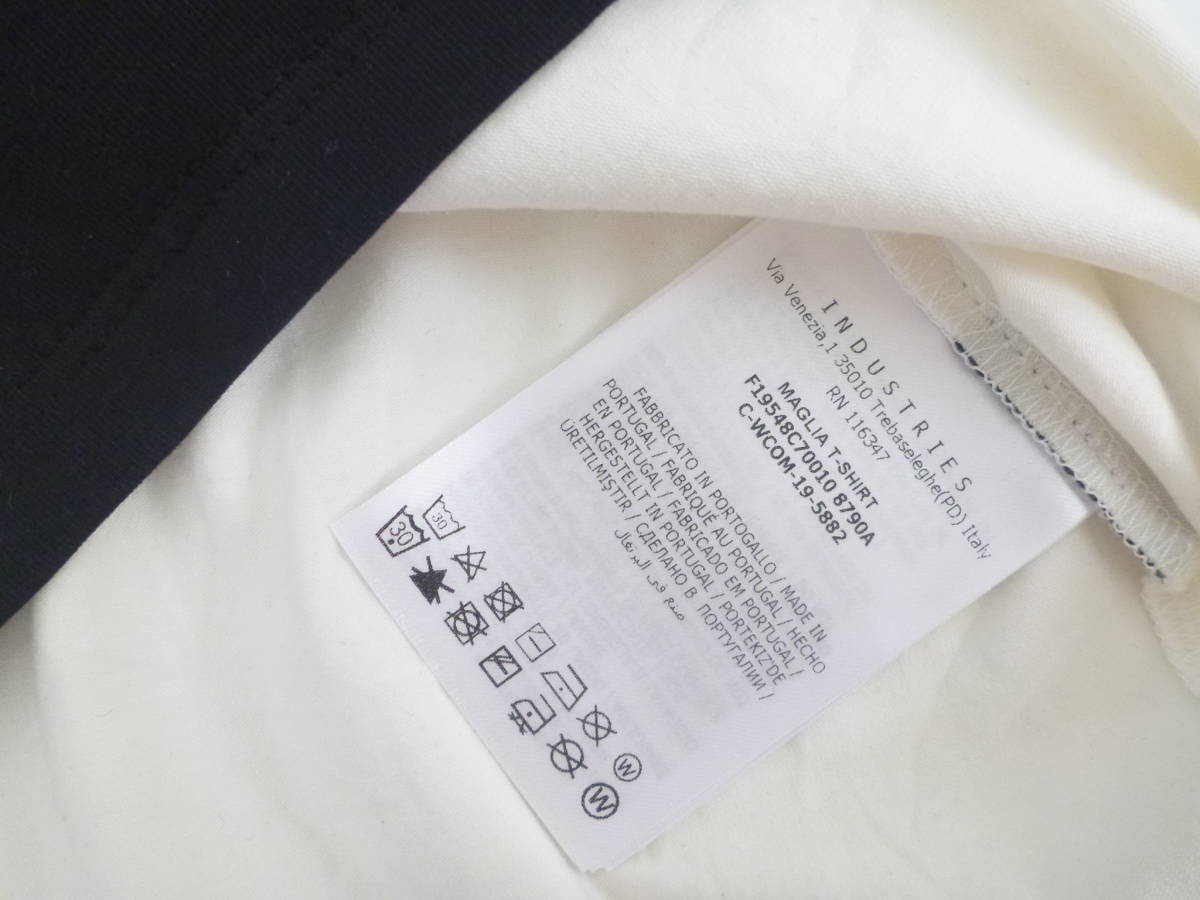 INDUSTRIES
Via Venezia,1 35010 Trebaseleghe(PD) Italy
RN 116347
MAGLIA T-SHIRT
F19548C70010 8790A
C-WCOM-19-5882
FABBRICATO IN PORTOGALLO / MADE IN
PORTUGAL / FABRIQUÉ AU PORTUGAL / HECHO
EN PORTUGAL / FABRICADO EM PORTUGAL /
HERGESTELLT IN PORTUGAL / PORTEKIZ'DE
ÜRETILMIŞTIR / СДЕЛАНО В ПОРТУГАЛИИ /
صنع في البرتغال
30
30
W
W